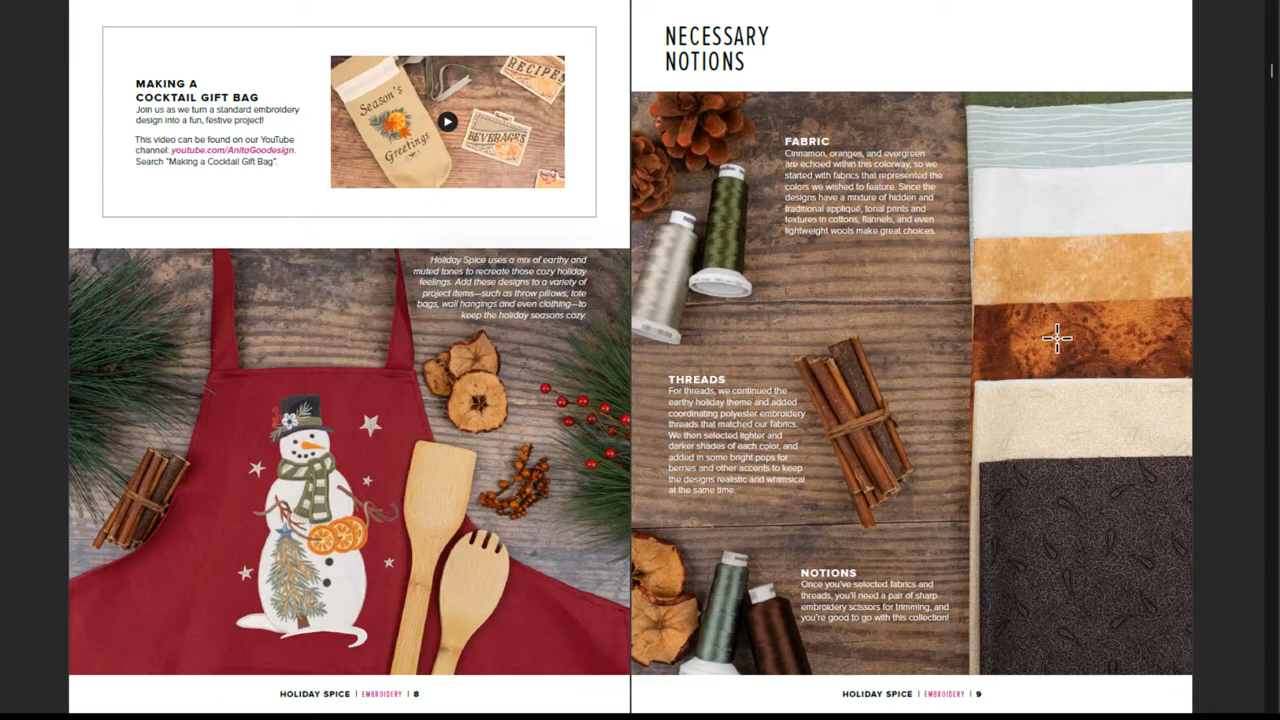 MAKING A
COCKTAIL GIFT BAG
Join us as we turn a standard embroidery
design into a fun, festive project!
This video can be found on our YouTube
channel: youtube.com/AnitaGoodesign.
Search "Making a Cocktail Gift Bag".
Season's
Greetings
RECIPES
BEVERAGES
Holiday Spice uses a mix of earthy and
muted tones to recreate those cozy holiday
feelings. Add these designs to a variety of
project items—such as throw pillows, tote
bags, wall hangings and even clothing—to
keep the holiday seasons cozy.
HOLIDAY SPICE | EMBROIDERY | 8
NECESSARY
NOTIONS
FABRIC
Cinnamon, oranges, and evergreen
are echoed within this colorway, so we
started with fabrics that represented the
colors we wished to feature. Since the
designs have a mixture of hidden and
traditional appliqué, tonal prints and
textures in cottons, flannels, and even
lightweight wools make great choices.
THREADS
For threads, we continued the
earthy holiday theme and added
coordinating polyester embroidery
threads that matched our fabrics.
We then selected lighter and
darker shades of each color, and
added in some bright pops for
berries and other accents to keep
the designs realistic and whimsical
at the same time.
NOTIONS
Once you've selected fabrics and
threads, you'll need a pair of sharp
embroidery scissors for trimming, and
you're good to go with this collection!
HOLIDAY SPICE | EMBROIDERY | 9